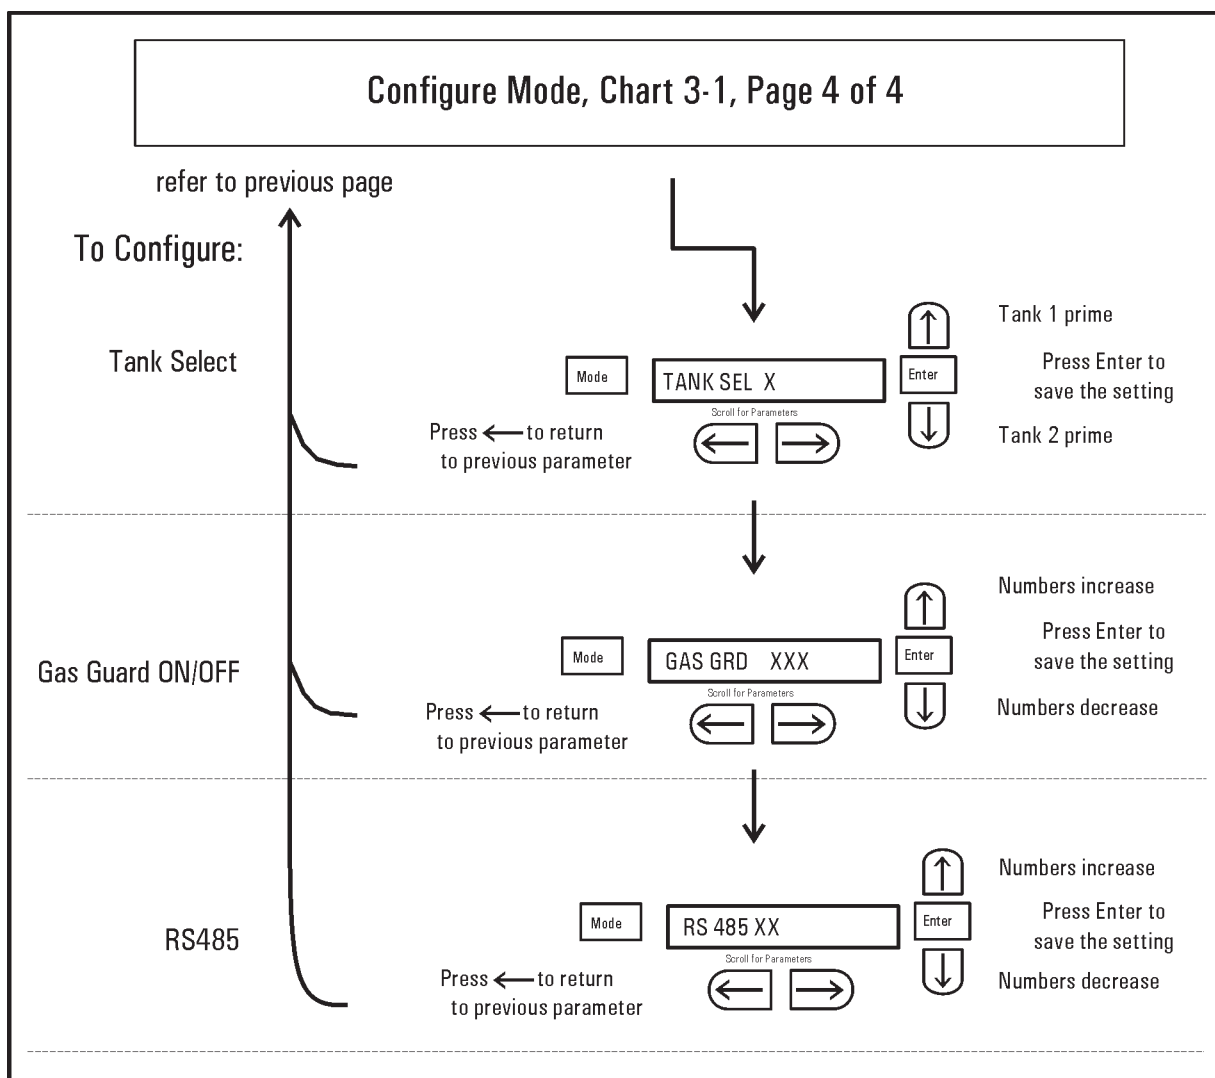 Configure Mode, Chart 3-1, Page 4 of 4
refer to previous page
To Configure:
Tank Select
Mode
TANK SEL X
Scroll for Parameters
Enter
Tank 1 prime
Press Enter to
save the setting
Tank 2 prime
Press ← to return
to previous parameter
Gas Guard ON/OFF
Mode
GAS GRD XXX
Scroll for Parameters
Enter
Numbers increase
Press Enter to
save the setting
Numbers decrease
Press ← to return
to previous parameter
RS485
Mode
RS 485 XX
Scroll for Parameters
Enter
Numbers increase
Press Enter to
save the setting
Numbers decrease
Press ← to return
to previous parameter